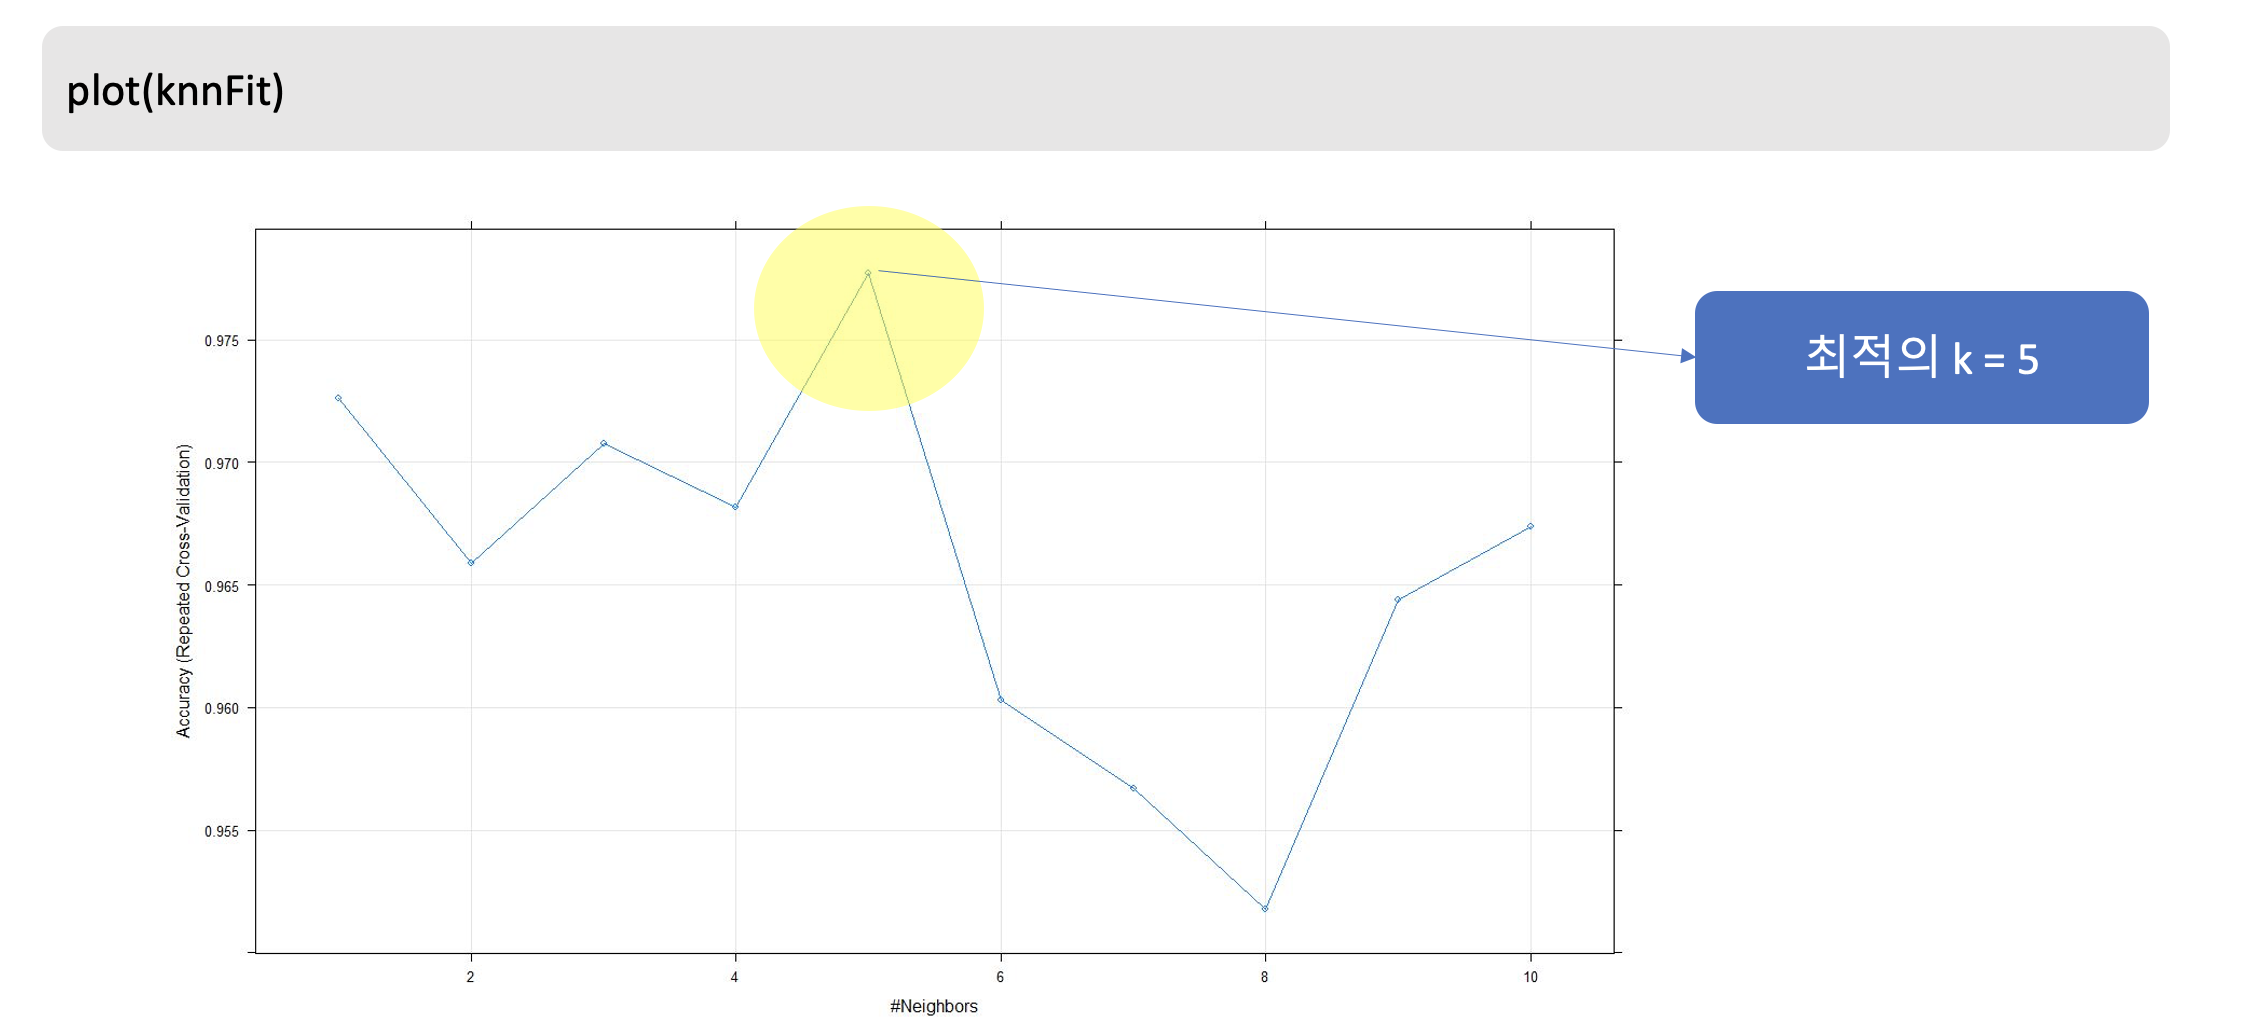 plot(knnFit)
최적의 k = 5
0.975
0.970
0.965
0.960
0.955
Accuracy (Repeated Cross-Validation)
2
4
6
8
10
#Neighbors